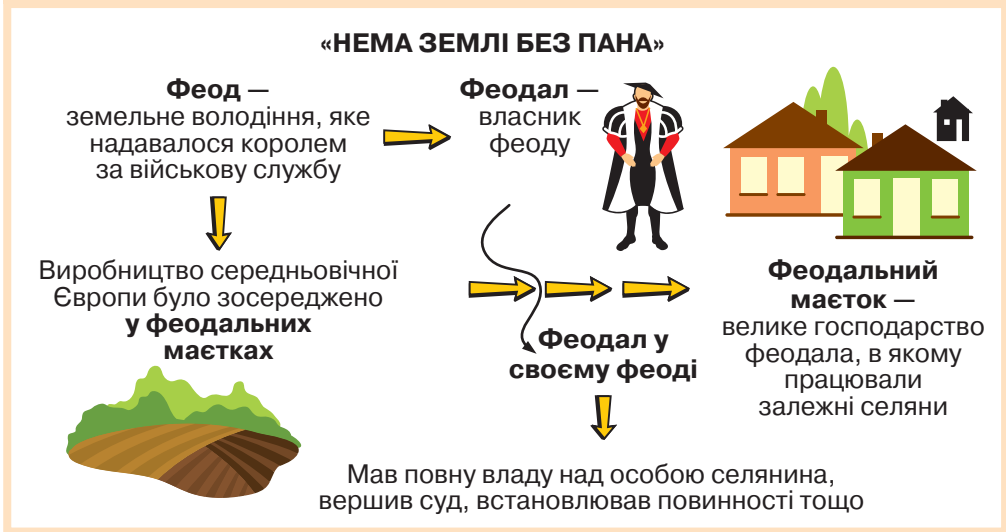 «НЕМА ЗЕМЛІ БЕЗ ПАНА»
Феод —
земельне володіння, яке
надавалося королем
за військову службу
Феодал —
власник
феоду
Виробництво середньовічної
Європи було зосереджено
у феодальних
маєтках
Феодал у
своєму феоді
Феодальний
маєток —
велике господарство
феодала, в якому
працювали
залежні селяни
Мав повну владу над особою селянина,
вершив суд, встановлював повинності тощо